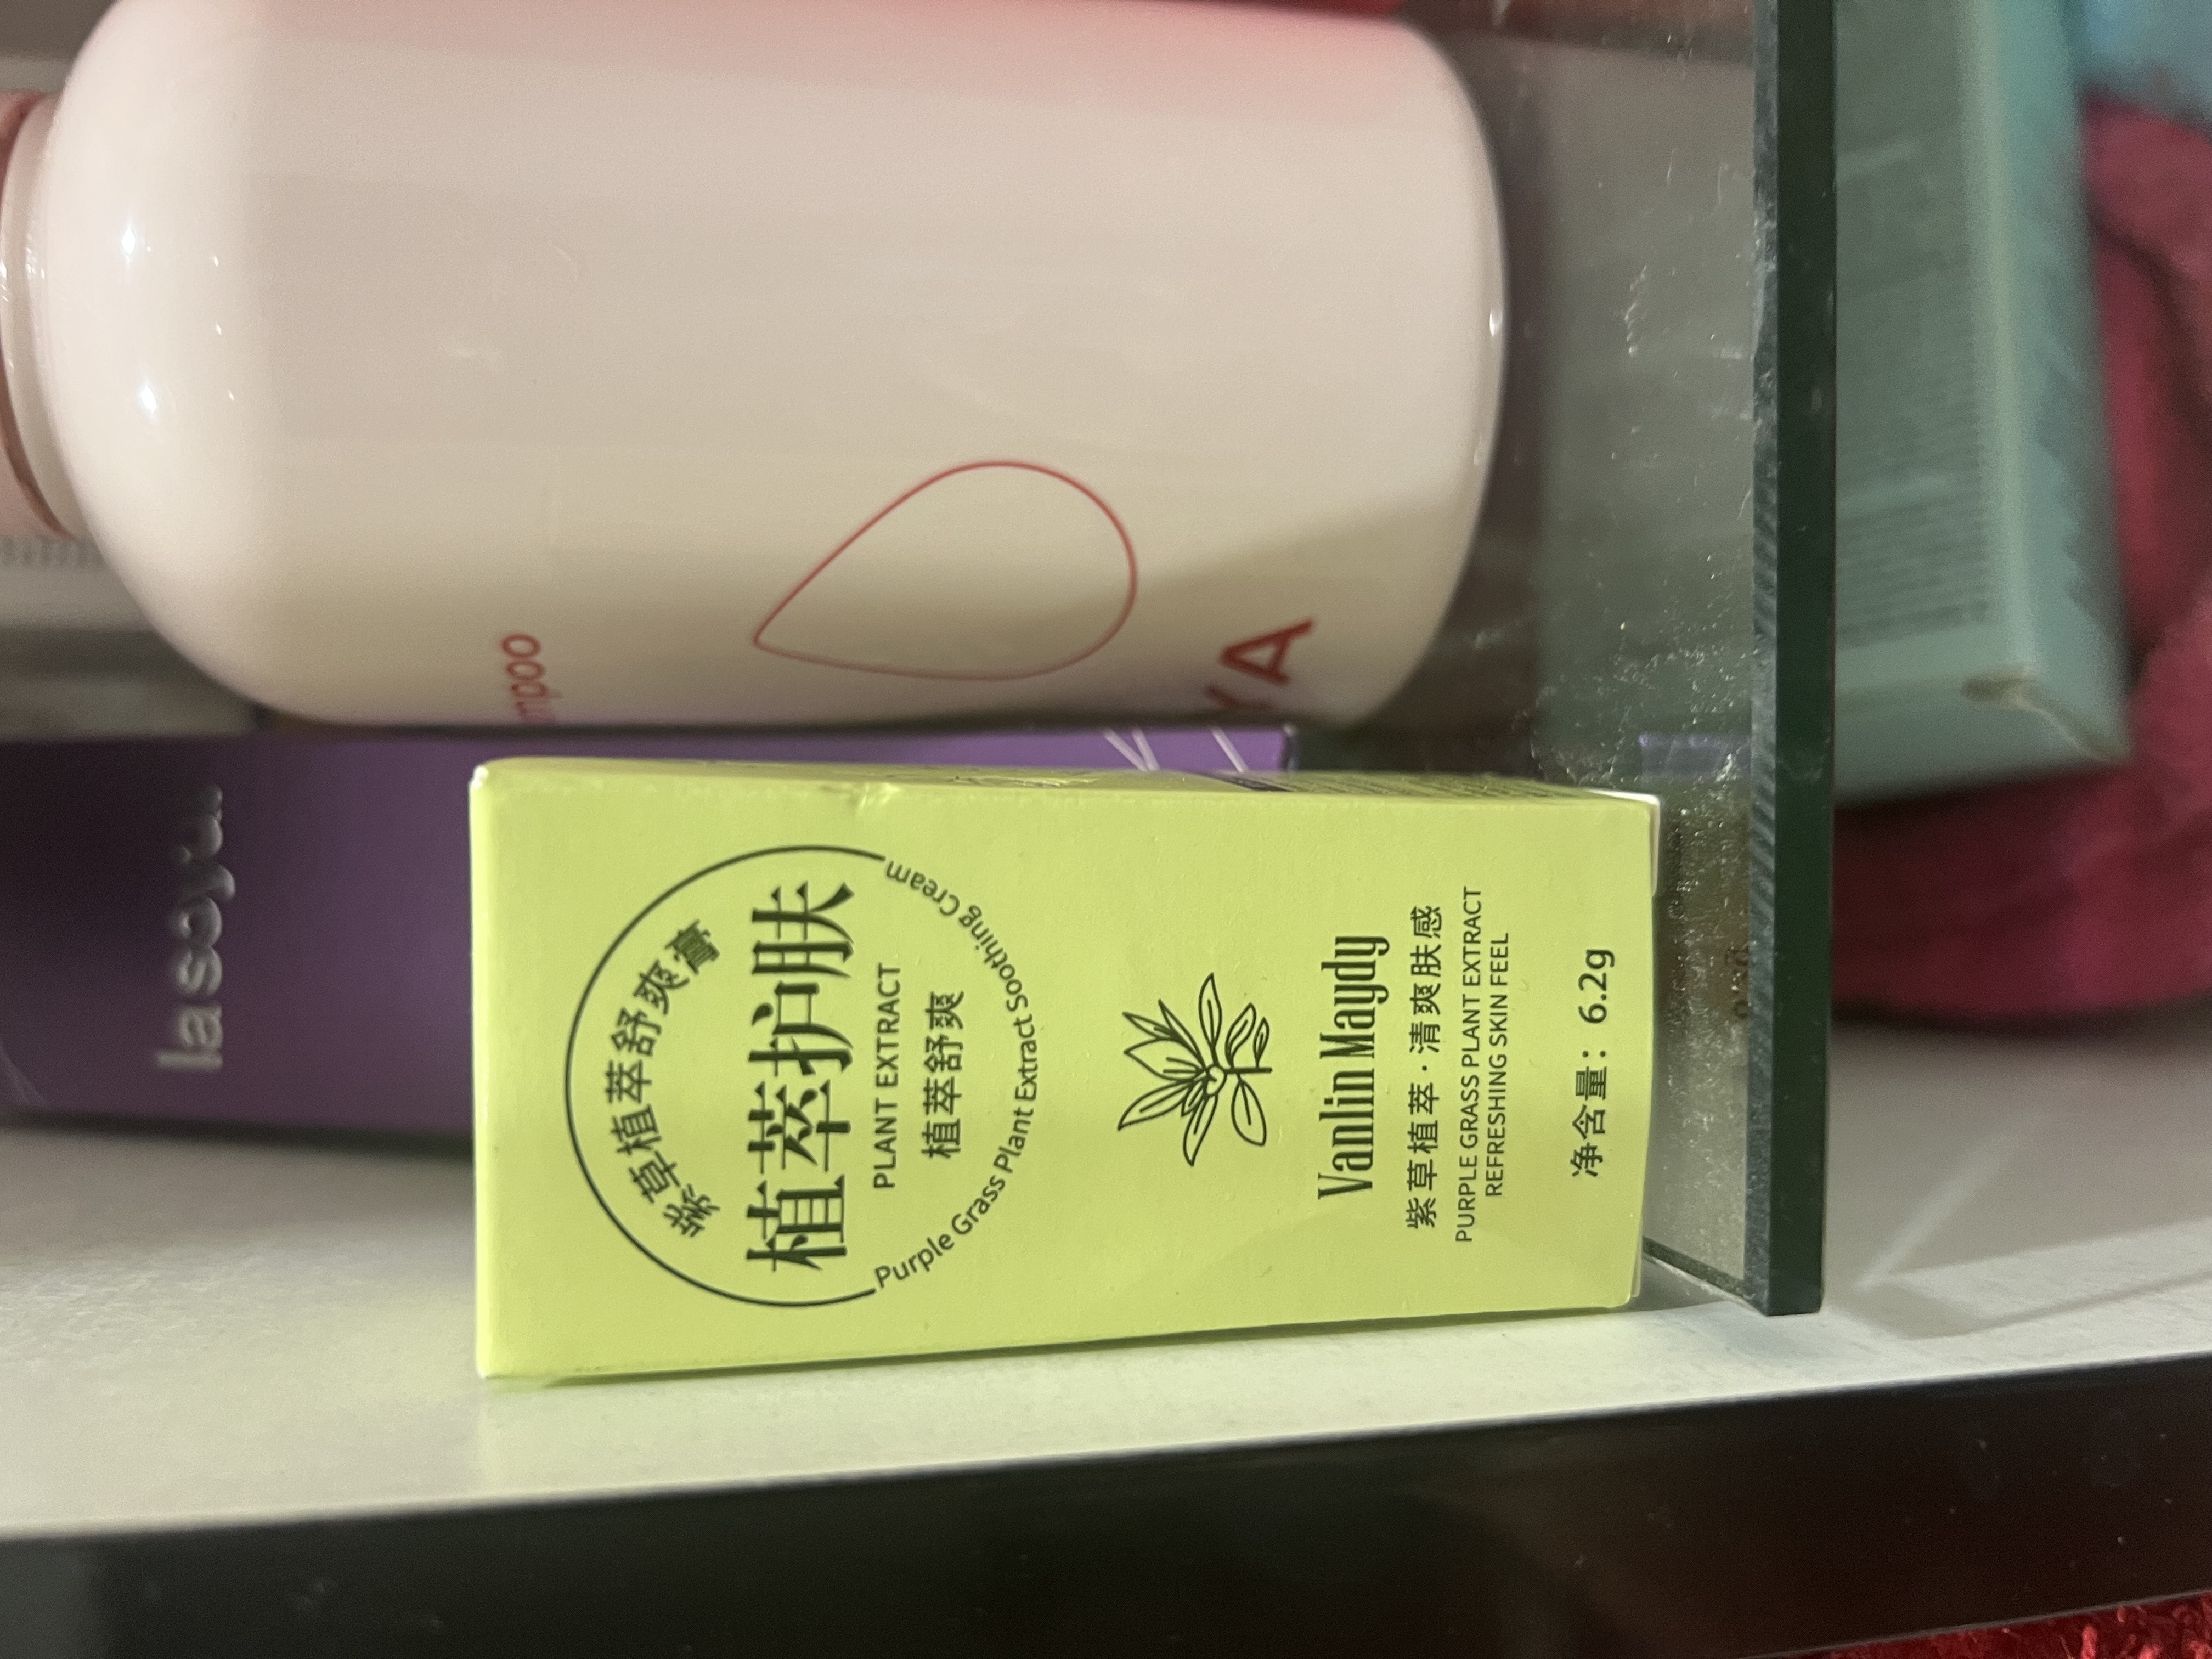 紫草植萃舒爽膏
植萃护肤
PLANT EXTRACT
植萃舒爽
Purple Grass Plant Extract Soothing Cream
Vanlin Maydy
紫草植萃·清爽肤感
PURPLE GRASS PLANT EXTRACT
REFRESHING SKIN FEEL
净含量：6.2g
mpoo
YA